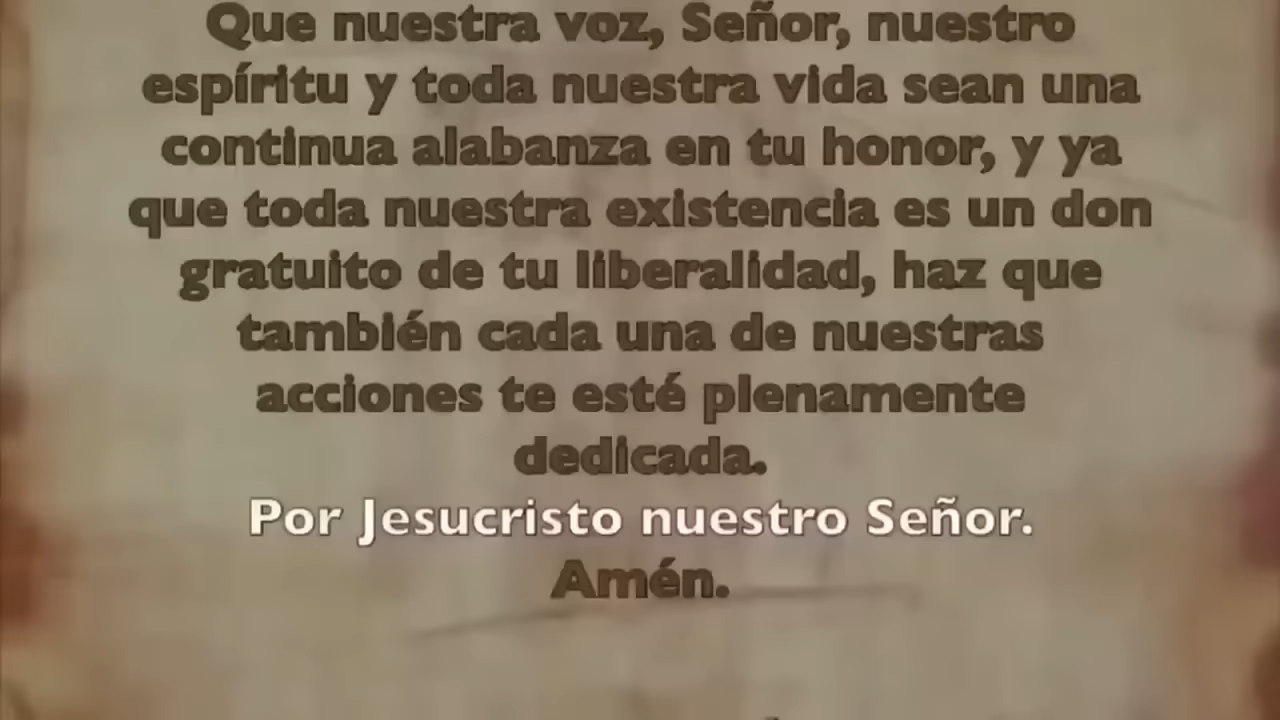 Que nuestra voz, Señor, nuestro
espíritu y toda nuestra vida sean una
continua alabanza en tu honor, y ya
que toda nuestra existencia es un don
gratuito de tu liberalidad, haz que
también cada una de nuestras
acciones te esté plenamente
dedicada.
Por Jesucristo nuestro Señor.
Amén.